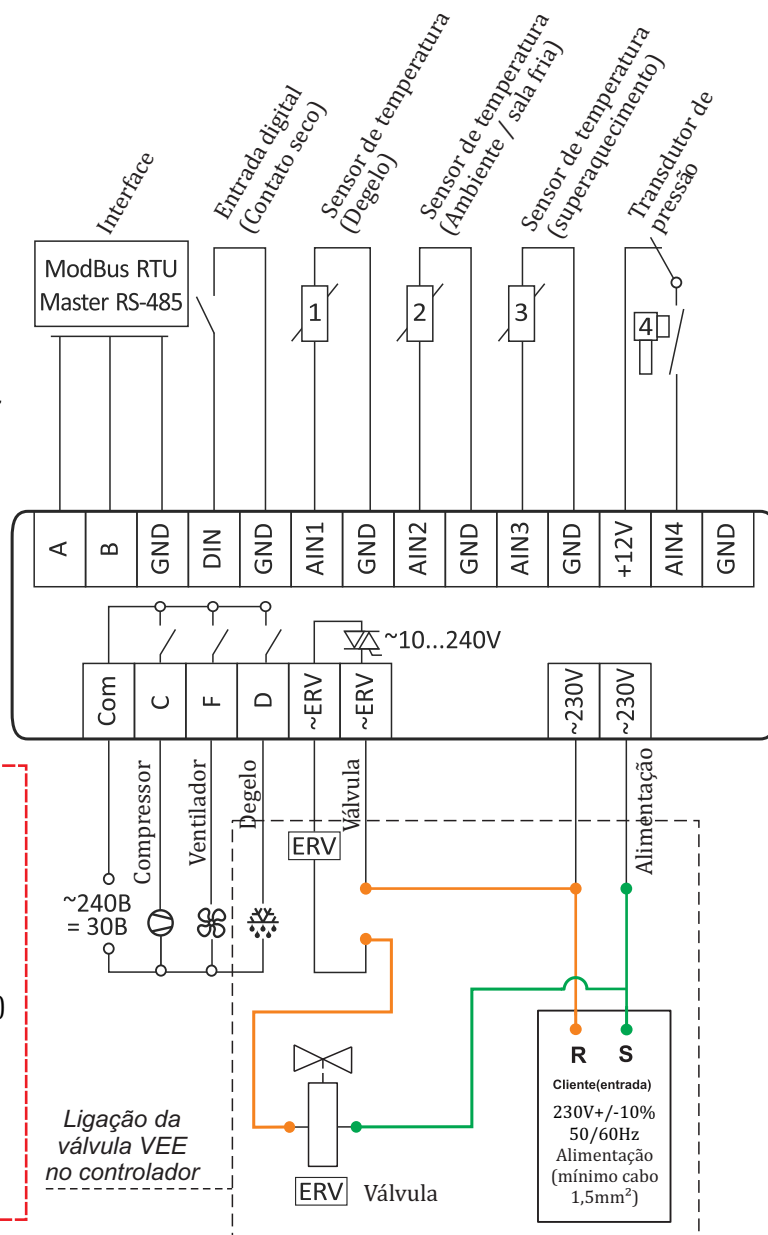 Interface
Entrada digital
(Contato seco)
Sensor de temperatura
(Degelo)
Sensor de temperatura
(Ambiente / sala fria)
Sensor de temperatura
(superaquecimento)
Transdutor de
pressão
ModBus RTU
Master RS-485
1
2
3
4
A
B
GND
DIN
GND
AIN1
GND
AIN2
GND
AIN3
GND
+12V
AIN4
GND
~10...240V
Com
C
F
D
~ERV
~ERV
~230V
~230V
Compressor
Ventilador
Degelo
Válvula
Alimentação
ERV
~240B
= 30B
)
R S
Cliente(entrada)
230V+/-10%
50/60Hz
Alimentação
(mínimo cabo
1,5mm²)
Ligação da
válvula VEE
no controlador
ERV Válvula